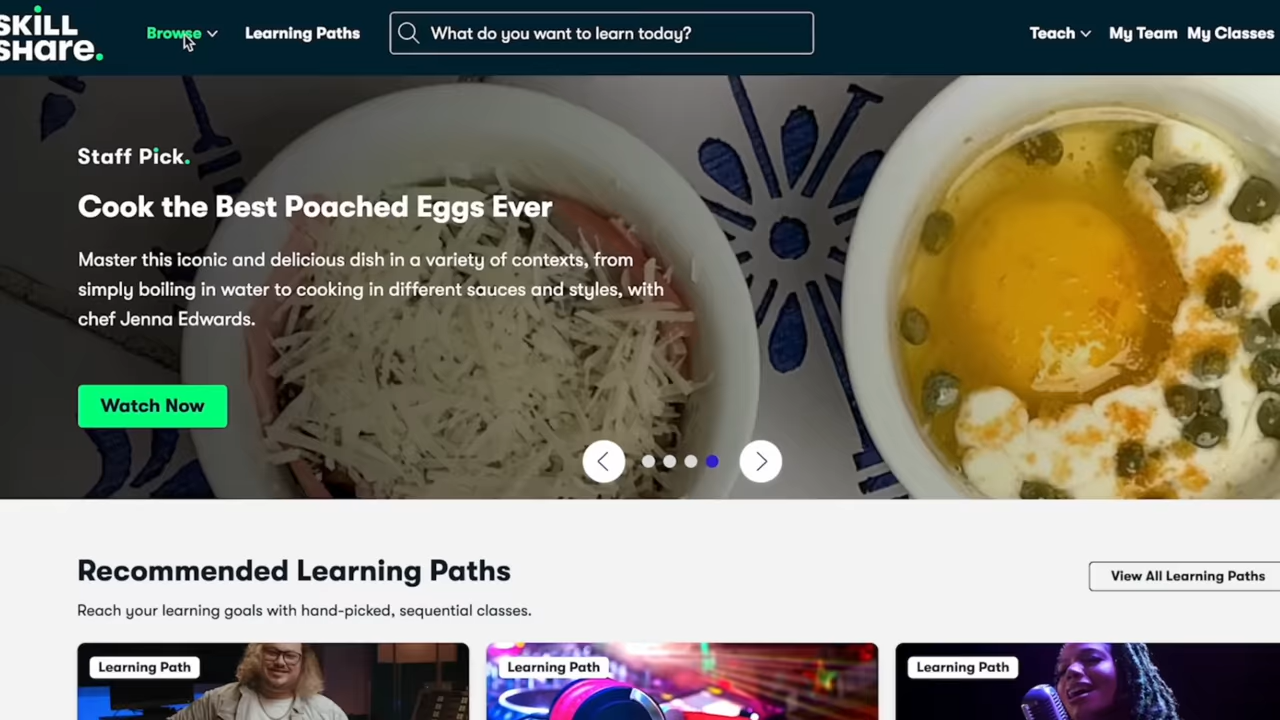 SKILL
SHare.
Browse
Learning Paths
What do you want to learn today?
Teach
My Team
My Classes
Staff Pick.
Cook the Best Poached Eggs Ever
Master this iconic and delicious dish in a variety of contexts, from
simply boiling in water to cooking in different sauces and styles, with
chef Jenna Edwards.
Watch Now
Recommended Learning Paths
View All Learning Paths
Reach your learning goals with hand-picked, sequential classes.
Learning Path
Learning Path
Learning Path